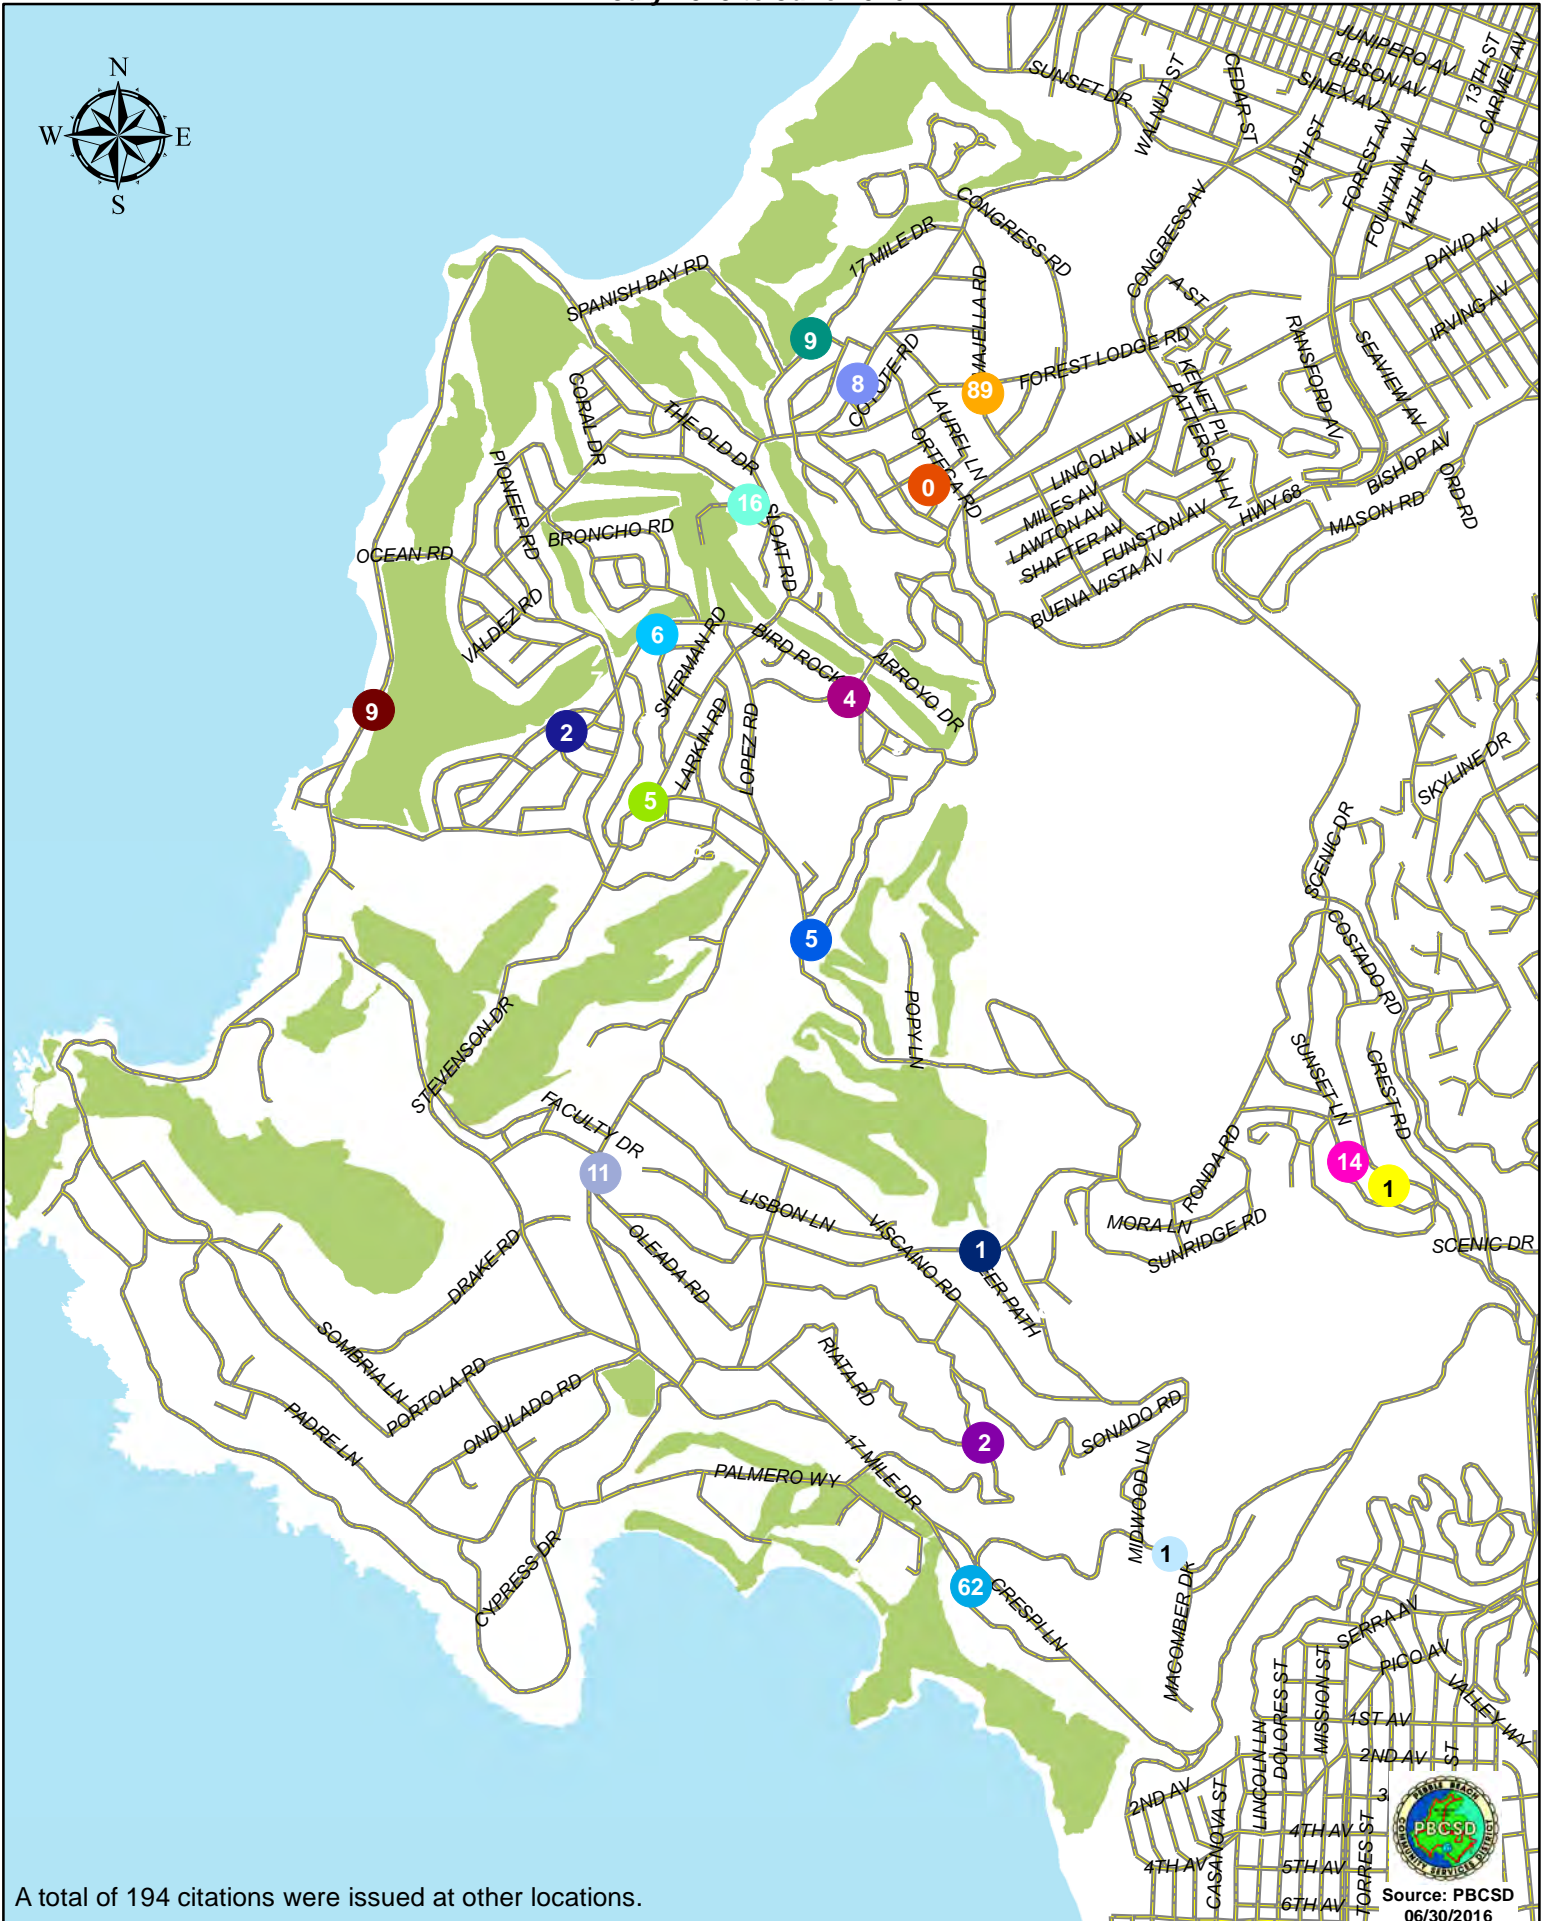 N
W E
S
SUNSET DR
WALNUT ST
CEDAR ST
JUNIPERO AV
GIBSON AV
SINEX AV
13TH ST
CARMEL AV
19TH ST
FOREST AV
FOUNTAIN AV
14TH ST
CONGRESS AV
CONGRESS RD
17 MILE DR
DAVID AV
IRVING AV
A ST
SPANISH BAY RD
MAJELLA RD
FOREST LODGE RD
RANSFORD AV
SEAVIEW AV
9
8
89
COYOTE RD
KENET PL
PATTERSON LN
CORAL DR
THE OLD DR
LAUREL LN
ORTEGA RD
LINCOLN AV
BISHOP AV
ORD RD
PIONEER RD
0
16
MILES AV
HWY 68
MASON RD
BRONCHO RD
SLOAT RD
LAWTON AV
FUNSTON AV
SHAFTER AV
OCEAN RD
BUENA VISTA AV
VALDEZ RD
6
SHERMAN RD
BIRD ROCK
ARROYO DR
9
2
4
LARKIN RD
LOPEZ RD
SKYLINE DR
5
SCENIC DR
5
COSTADO RD
POPY LN
STEVENSON DR
SUNSET LN
CREST RD
FACULTY DR
11
14
1
RONDA RD
LISBON LN
VISCAINO RD
MORA LN
SUNRIDGE RD
SCENIC DR
OLEADA RD
DRAKE RD
1
ER PATH
SOMBRIA LN
PORTOLA RD
RIATA RD
ONDULADO RD
PADRE LN
SONADO RD
2
17 MILE DR
PALMERO WY
MIDWOOD LN
1
CYPRESS DR
62
CRESPI LN
MACOMBER DR
SERRA AV
PICO AV
VALLEY WY
DOLORES ST
MISSION ST
1ST AV
2ND AV
ST
LINCOLN LN
2ND AV
CASANOVA ST
3
4TH AV
TORRES ST
4TH AV
5TH AV
6TH AV
PEBBLE BEACH
PBCSD
COMMUNITY SERVICES DISTRICT
Source: PBCSD
06/30/2016
A total of 194 citations were issued at other locations.